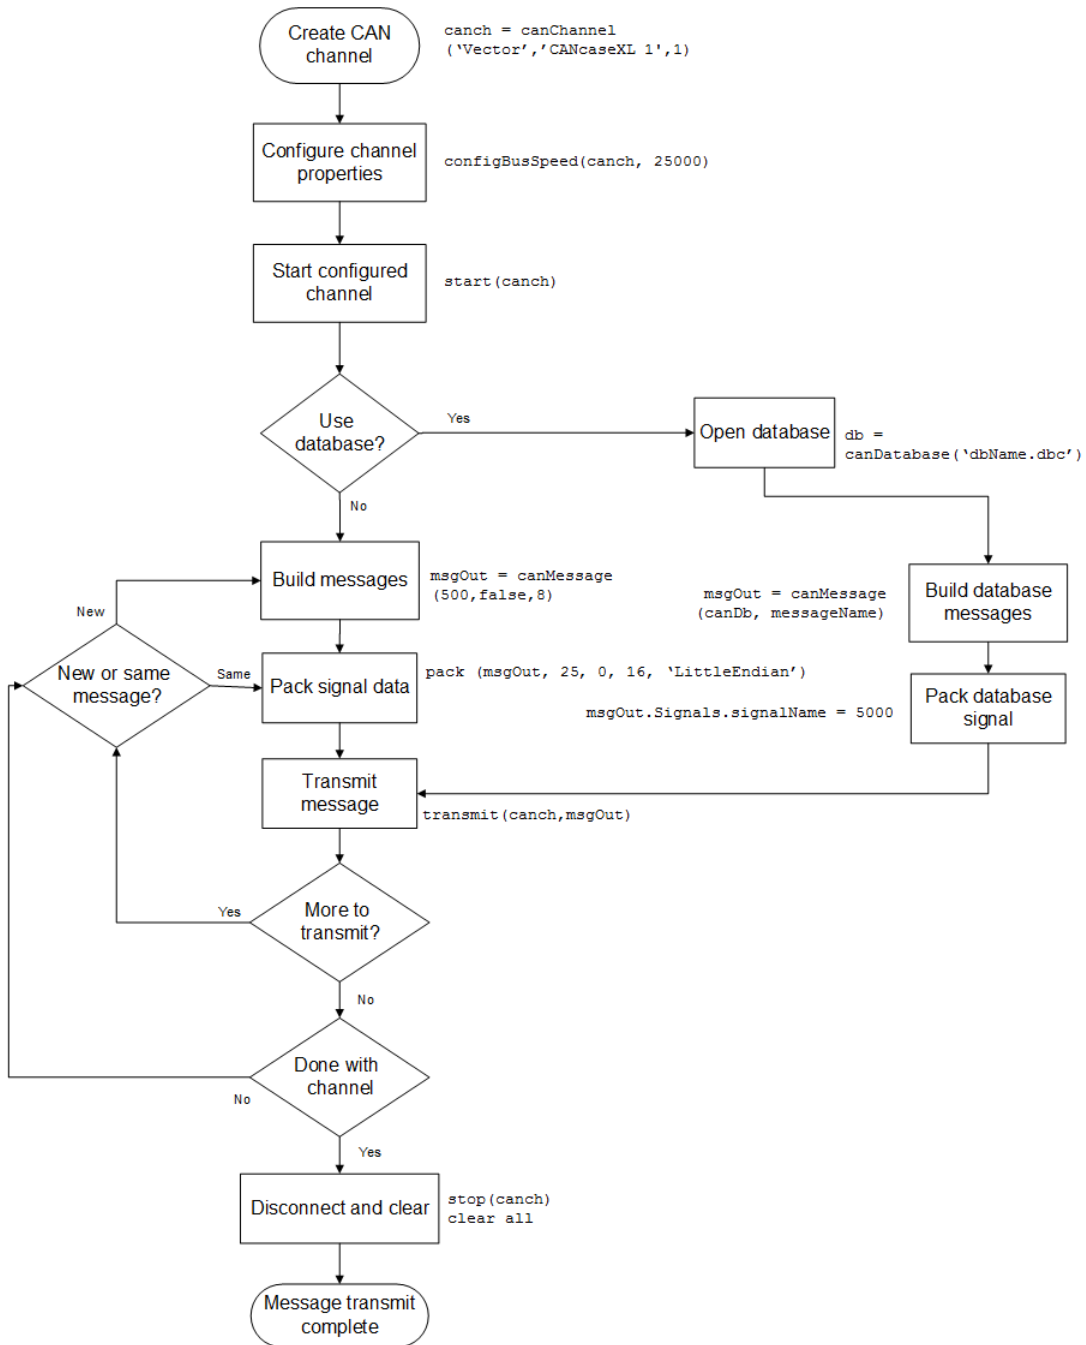 Create CAN
channel
canch = canChannel
(‘Vector’,’CANcaseXL 1',1)
Configure channel
properties
configBusSpeed(canch, 25000)
Start configured
channel
start(canch)
Use
database?
Yes
Open database
db =
canDatabase(‘dbName.dbc’)
No
Build messages
msgOut = canMessage
(500,false,8)
msgOut = canMessage
(canDb, messageName)
Build database
messages
New
New or same
message?
Same
Pack signal data
pack (msgOut, 25, 0, 16, ‘LittleEndian’)
msgOut.Signals.signalName = 5000
Pack database
signal
Transmit
message
transmit(canch,msgOut)
Yes
More to
transmit?
No
Done with
channel
No
Yes
Disconnect and clear
stop(canch)
clear all
Message transmit
complete